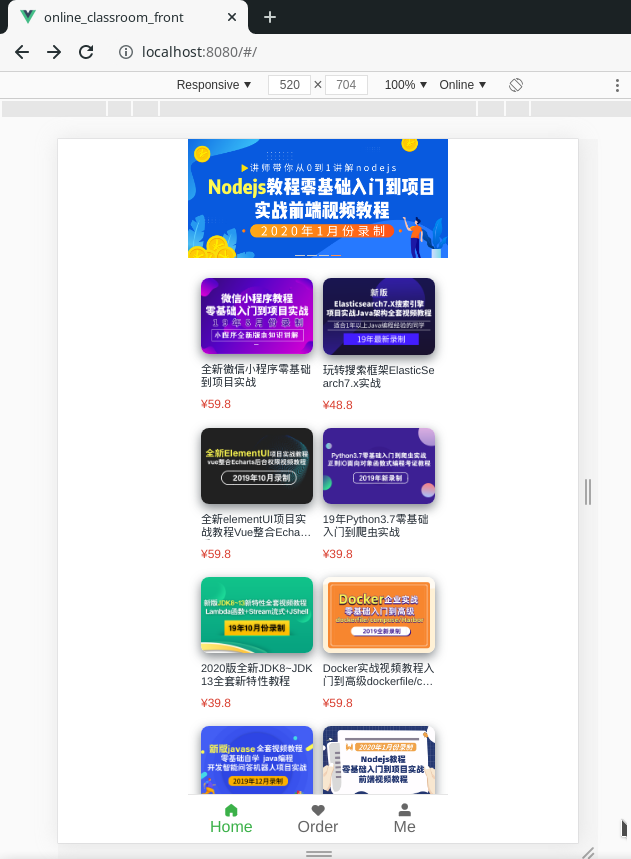 online_classroom_front
localhost:8080/#/
Responsive ▼ 520 × 704 100% ▼ Online ▼
讲师带你从0到1讲解nodejs
Nodejs教程零基础入门到项目
实战前端视频教程
2020年1月份录制
微信小程序教程
零基础入门到项目实战
19年5月份录制
小程序全新版本知识讲解
全新微信小程序零基础
到项目实战
¥59.8
新版
Elasticsearch7.X搜索引擎
项目实战Java架构全套视频教程
适合1年以上Java编程经验的同学
19年最新录制
玩转搜索框架ElasticSe
arch7.x实战
¥48.8
全新ElementUI项目实战教程
vue整合Echarts后台权限视频教程
2019年10月录制
全新elementUI项目实
战教程Vue整合Echa...
¥59.8
Python3.7零基础入门到爬虫实战
正则IO面向对象函数式编程考证教程
2019年新录制
19年Python3.7零基础
入门到爬虫实战
¥39.8
新版JDK8~13新特性全套视频教程
Lambda函数+Stream流式+JShell
19年10月份录制
2020版全新JDK8~JDK
13全套新特性教程
¥39.8
Docker企业实战
零基础入门到高级
dockerfile/compose/Harbor
2019全新录制
Docker实战视频教程入
门到高级dockerfile/c...
¥59.8
新版javase全套视频教程
零基础自学 java编程
开发智能问答机器人项目实战
2019年12月录制
2020年1月份录制
Nodejs教程
零基础入门到项目实战
前端视频教程
Home
Order
Me